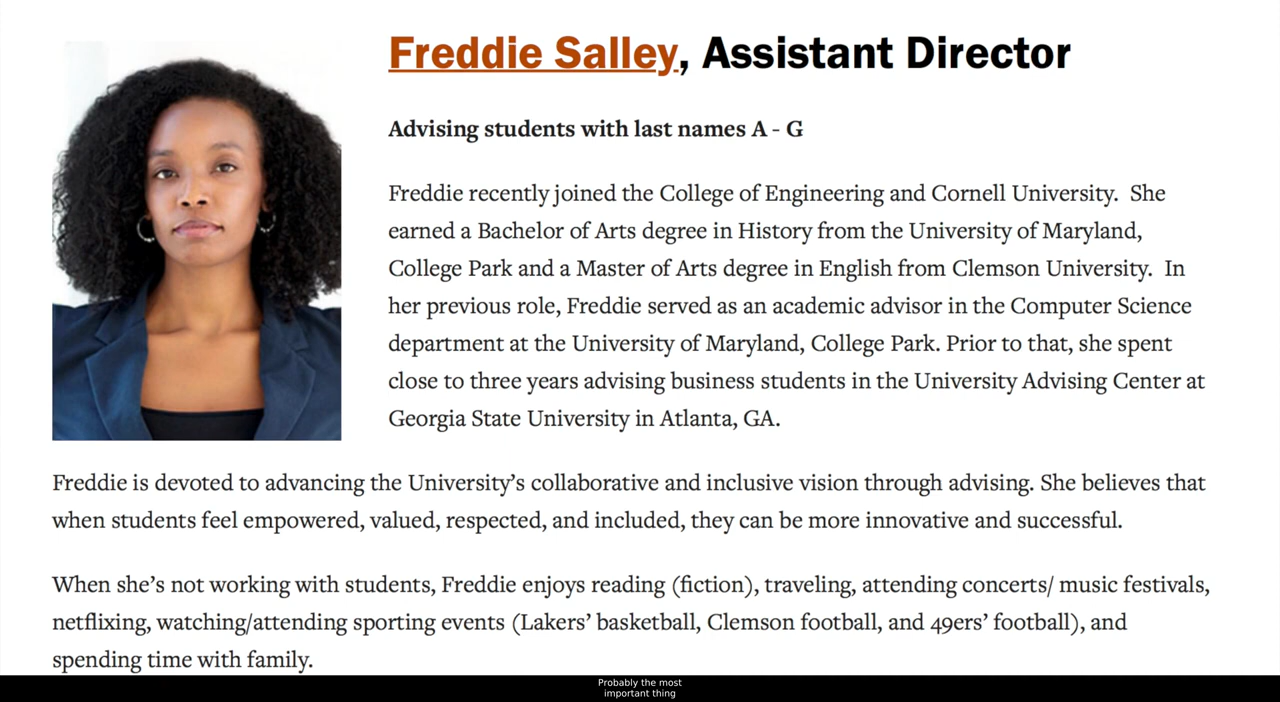 Freddie Salley, Assistant Director
Advising students with last names A - G
Freddie recently joined the College of Engineering and Cornell University.  She
earned a Bachelor of Arts degree in History from the University of Maryland,
College Park and a Master of Arts degree in English from Clemson University.  In
her previous role, Freddie served as an academic advisor in the Computer Science
department at the University of Maryland, College Park. Prior to that, she spent
close to three years advising business students in the University Advising Center at
Georgia State University in Atlanta, GA.
Freddie is devoted to advancing the University’s collaborative and inclusive vision through advising. She believes that
when students feel empowered, valued, respected, and included, they can be more innovative and successful.
When she’s not working with students, Freddie enjoys reading (fiction), traveling, attending concerts/ music festivals,
netflixing, watching/attending sporting events (Lakers’ basketball, Clemson football, and 49ers’ football), and
spending time with family.
Probably the most
important thing